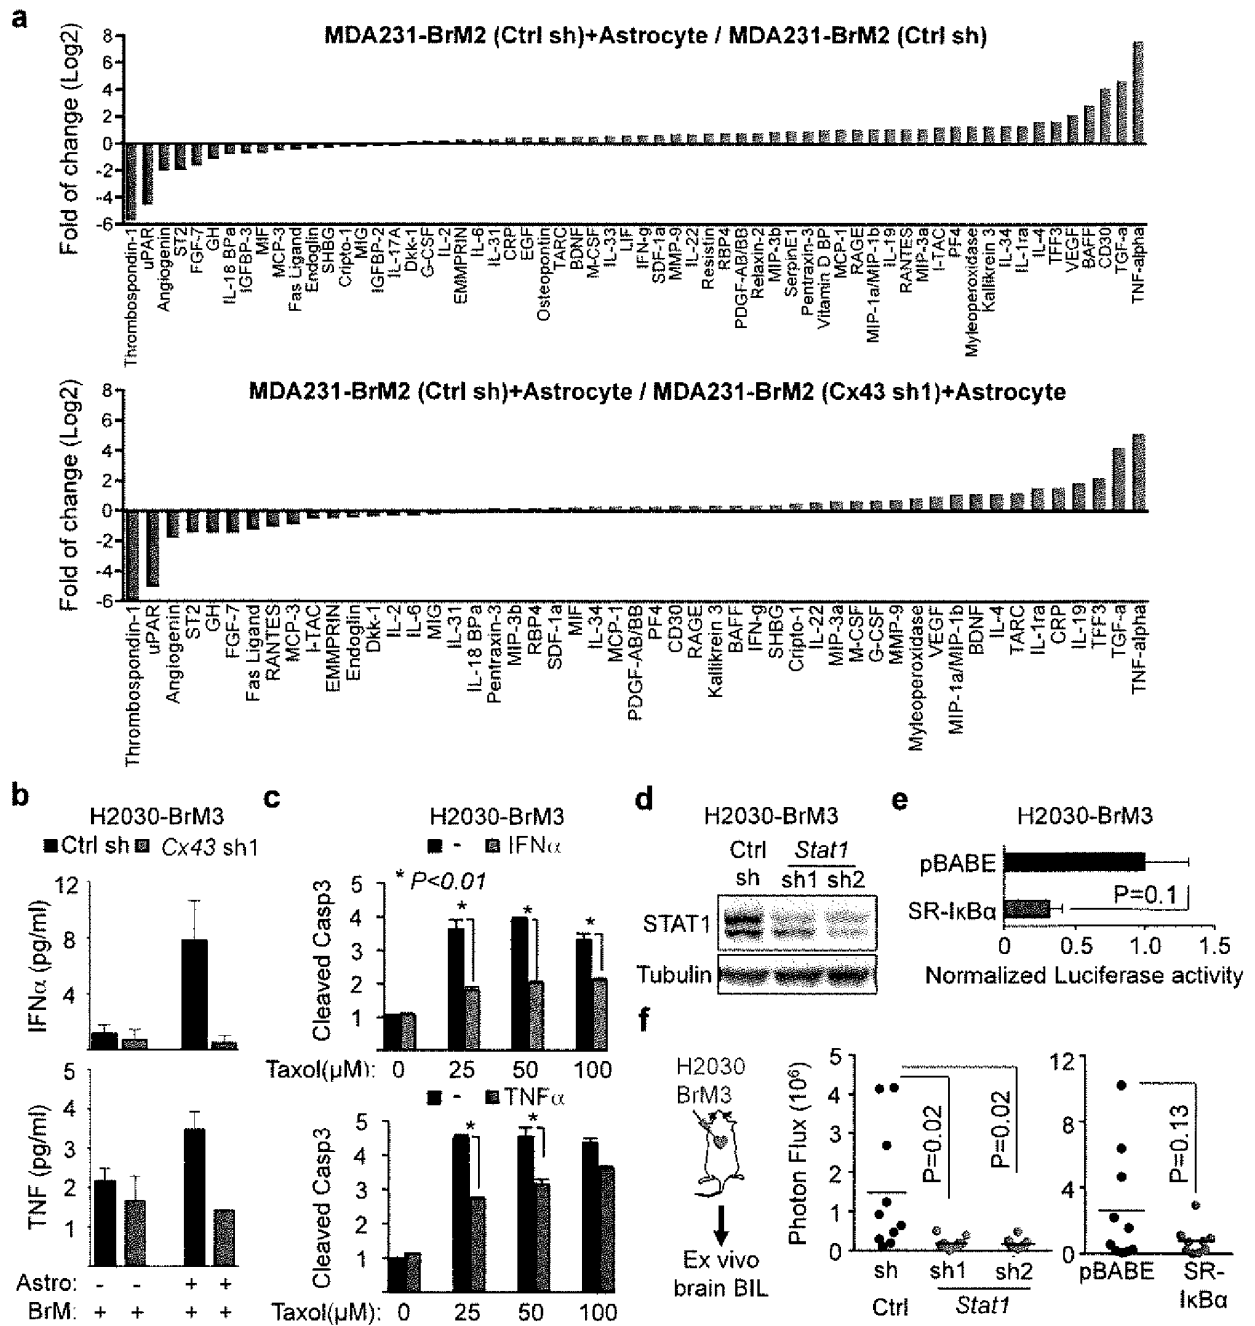 a
MDA231-BrM2 (Ctrl sh)+Astrocyte / MDA231-BrM2 (Ctrl sh)
Fold of change (Log2)
8
6
4
2
0
-2
-4
-6
Thrombospondin-1
uPAR
Angiogenin
ST2
FGF-7
GH
IL-18 BPa
IGFBP-3
MIF
MCP-3
Fas Ligand
Endoglin
SHBG
Cripto-1
MIG
IGFBP-2
IL-17A
Dkk-1
G-CSF
IL-2
EMMPRIN
IL-6
IL-31
CRP
EGF
Osteopontin
TARC
BDNF
M-CSF
IL-33
LIF
IFN-g
SDF-1a
MMP-9
IL-22
Resistin
RBP4
PDGF-AB/BB
Relaxin-2
MIP-3b
SerpinE1
Pentraxin-3
Vitamin D BP
MCP-1
RAGE
MIP-1a/MIP-1b
IL-19
RANTES
MIP-3a
I-TAC
PF4
Myleoperoxidase
Kallikrein 3
IL-34
IL-1ra
IL-4
TFF3
VEGF
BAFF
CD30
TGF-a
TNF-alpha
MDA231-BrM2 (Ctrl sh)+Astrocyte / MDA231-BrM2 (Cx43 sh1)+Astrocyte
Fold of change (Log2)
8
6
4
2
0
-2
-4
-6
Thrombospondin-1
uPAR
Angiogenin
ST2
GH
FGF-7
Fas Ligand
RANTES
MCP-3
I-TAC
EMMPRIN
Endoglin
Dkk-1
IL-2
IL-6
MIG
IL-31
IL-18 BPa
Pentraxin-3
MIP-3b
RBP4
SDF-1a
MIF
IL-34
MCP-1
PDGF-AB/BB
PF4
CD30
RAGE
Kallikrein 3
BAFF
IFN-g
SHBG
Cripto-1
IL-22
MIP-3a
M-CSF
G-CSF
MMP-9
Myleoperoxidase
VEGF
MIP-1a/MIP-1b
BDNF
IL-4
TARC
IL-1ra
CRP
IL-19
TFF3
TGF-a
TNF-alpha
b
H2030-BrM3
Ctrl sh Cx43 sh1
IFNα (pg/ml)
12
8
4
TNF (pg/ml)
5
4
3
2
1
Astro: - - + +
BrM: + + + +
c
H2030-BrM3
- IFNα
* P<0.01
Cleaved Casp3
5
4
3
2
1
* * *
Taxol(μM): 0 25 50 100
- TNFα
Cleaved Casp3
5
4
3
2
1
* *
Taxol(μM): 0 25 50 100
d
H2030-BrM3
Ctrl Stat1
sh sh1 sh2
STAT1
Tubulin
e
H2030-BrM3
pBABE
SR-IκBα
P=0.1
0 0.5 1.0 1.5
Normalized Luciferase activity
f
H2030
BrM3
Ex vivo
brain BIL
Photon Flux (10⁶)
5
4
3
2
1
0
P=0.02
P=0.02
sh sh1 sh2
Ctrl Stat1
12
8
4
0
P=0.13
pBABE SR-
IκBα